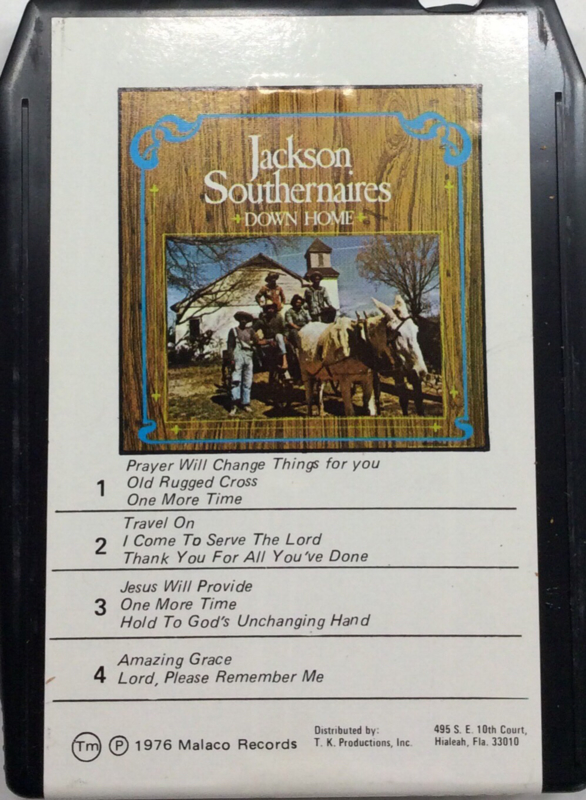 Jackson
Southernaires
+DOWN HOME+
1
Prayer Will Change Things for you
Old Rugged Cross
One More Time
2
Travel On
I Come To Serve The Lord
Thank You For All You've Done
3
Jesus Will Provide
One More Time
Hold To God's Unchanging Hand
4
Amazing Grace
Lord, Please Remember Me
Tm Ⓟ 1976 Malaco Records
Distributed by:
T. K. Productions, Inc.
495 S. E. 10th Court,
Hialeah, Fla. 33010